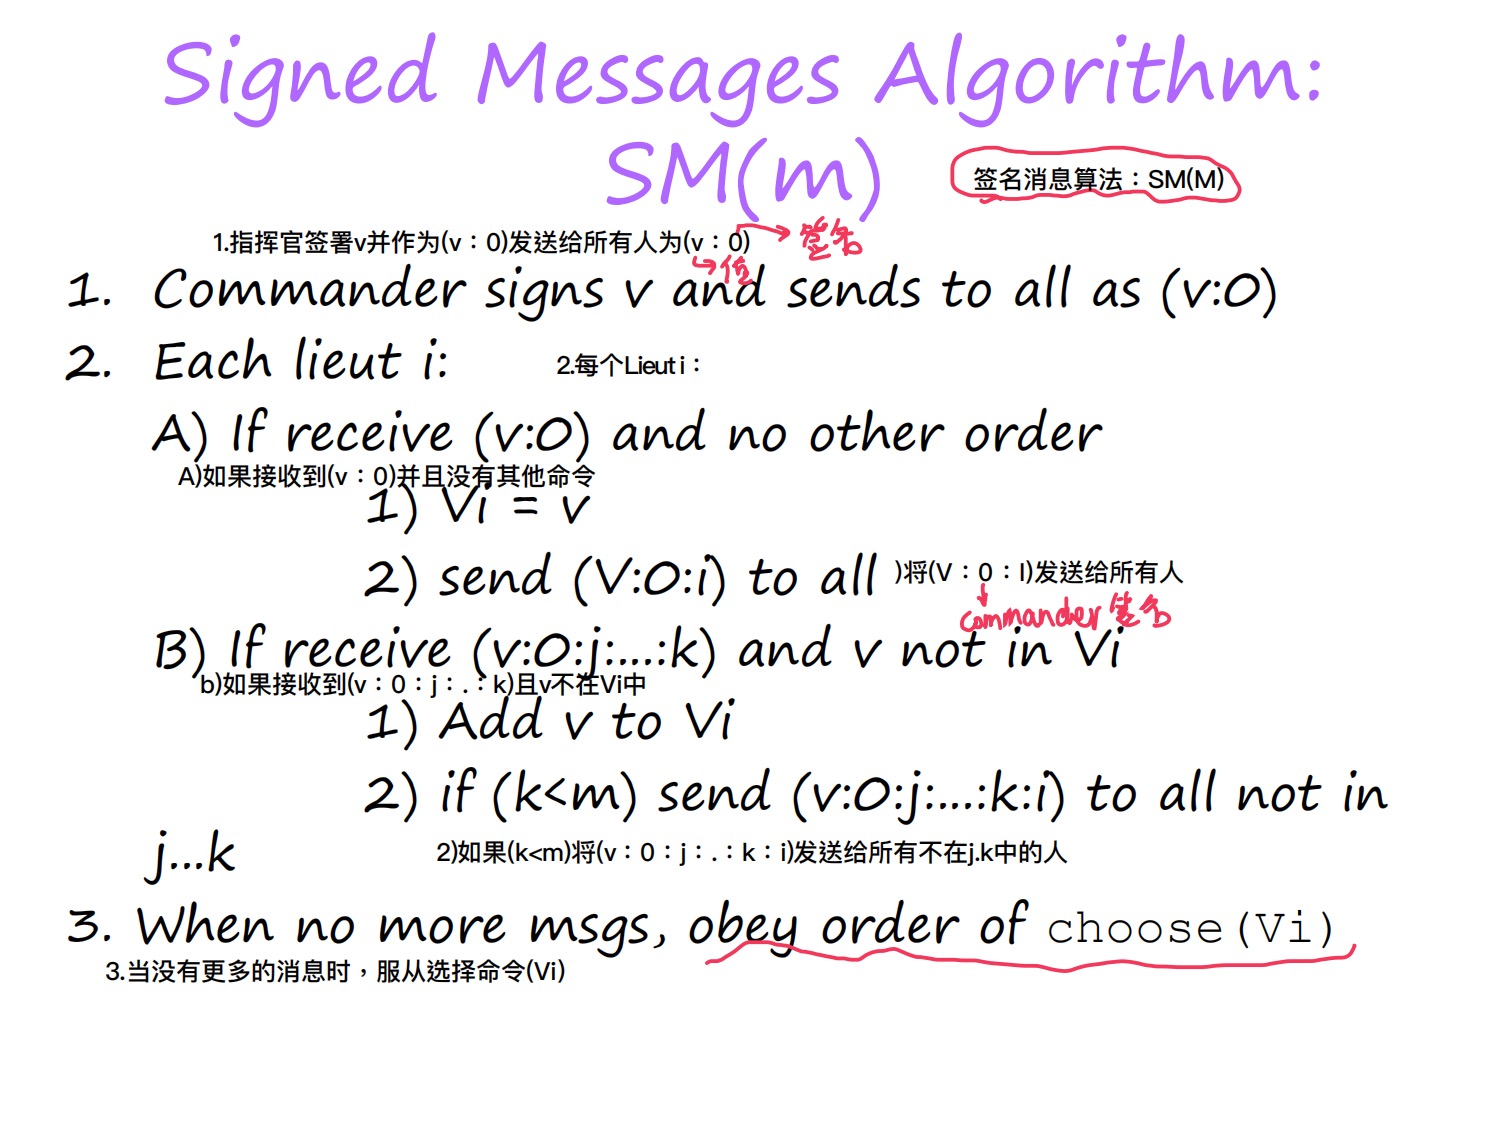 Signed Messages Algorithm:
SM(m)
签名消息算法：SM(M)
1.指挥官签署v并作为(v：0)发送给所有人为(v：0)
签名
值
1. Commander signs v and sends to all as (v:0)
2. Each lieut i:
2.每个Lieut i：
A) If receive (v:0) and no other order
A)如果接收到(v：0)并且没有其他命令
1) Vi = v
2) send (V:0:i) to all
)将(V：0：I)发送给所有人
commander 签名
B) If receive (v:0:j:...:k) and v not in Vi
b)如果接收到(v：0：j：.：k)且v不在Vi中
1) Add v to Vi
2) if (k<m) send (v:0:j:...:k:i) to all not in
j...k
2)如果(k<m)将(v：0：j：.：k：i)发送给所有不在j.k中的人
3. When no more msgs, obey order of choose(Vi)
3.当没有更多的消息时，服从选择命令(Vi)